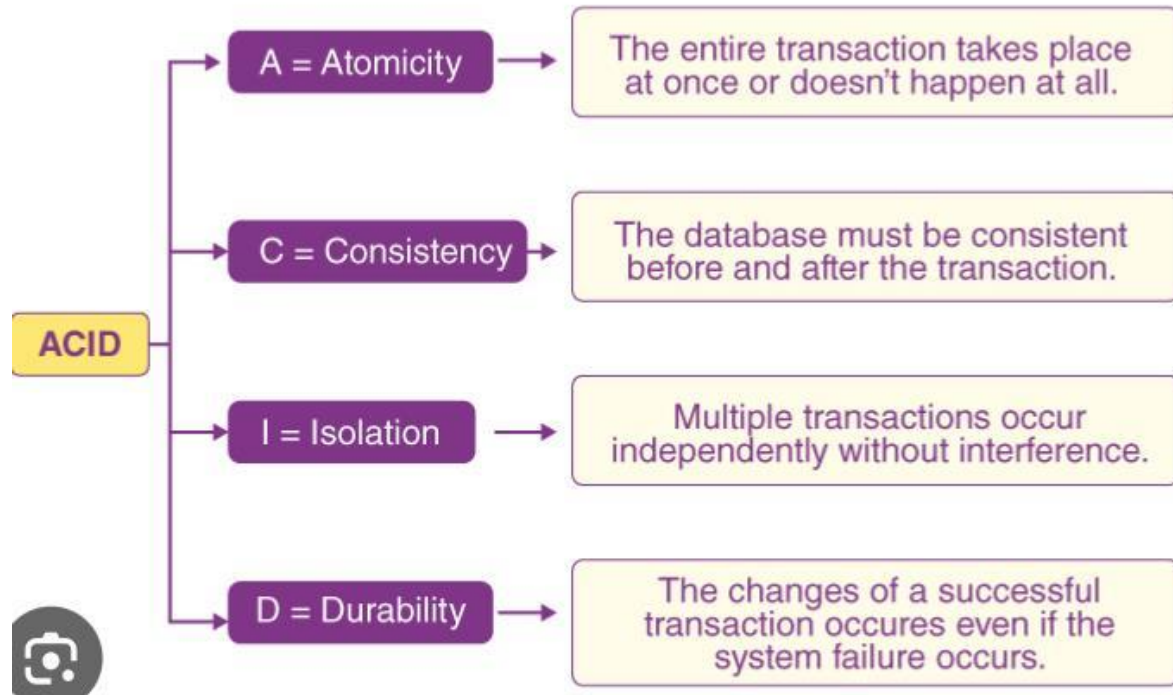 A = Atomicity
The entire transaction takes place
at once or doesn't happen at all.
C = Consistency
The database must be consistent
before and after the transaction.
ACID
I = Isolation
Multiple transactions occur
independently without interference.
D = Durability
The changes of a successful
transaction occures even if the
system failure occurs.